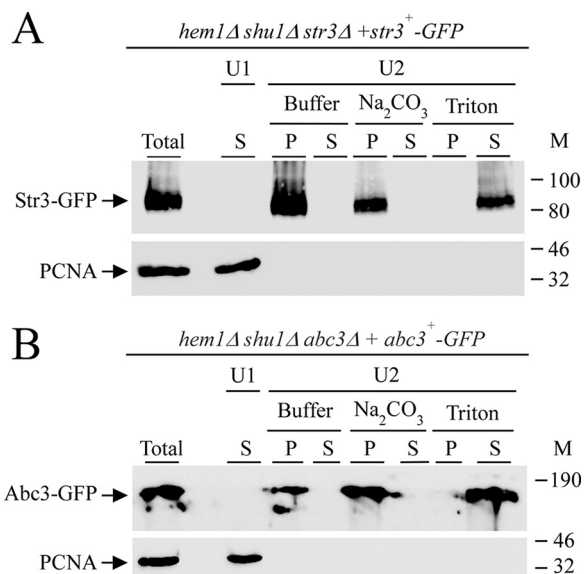 A
hem1Δ shu1Δ str3Δ +str3+-GFP
U1 U2
Buffer Na2CO3 Triton
Total S P S P S P S M
Str3-GFP
100
80
PCNA
46
32
B
hem1Δ shu1Δ abc3Δ + abc3+-GFP
U1 U2
Buffer Na2CO3 Triton
Total S P S P S P S M
Abc3-GFP
190
PCNA
46
32